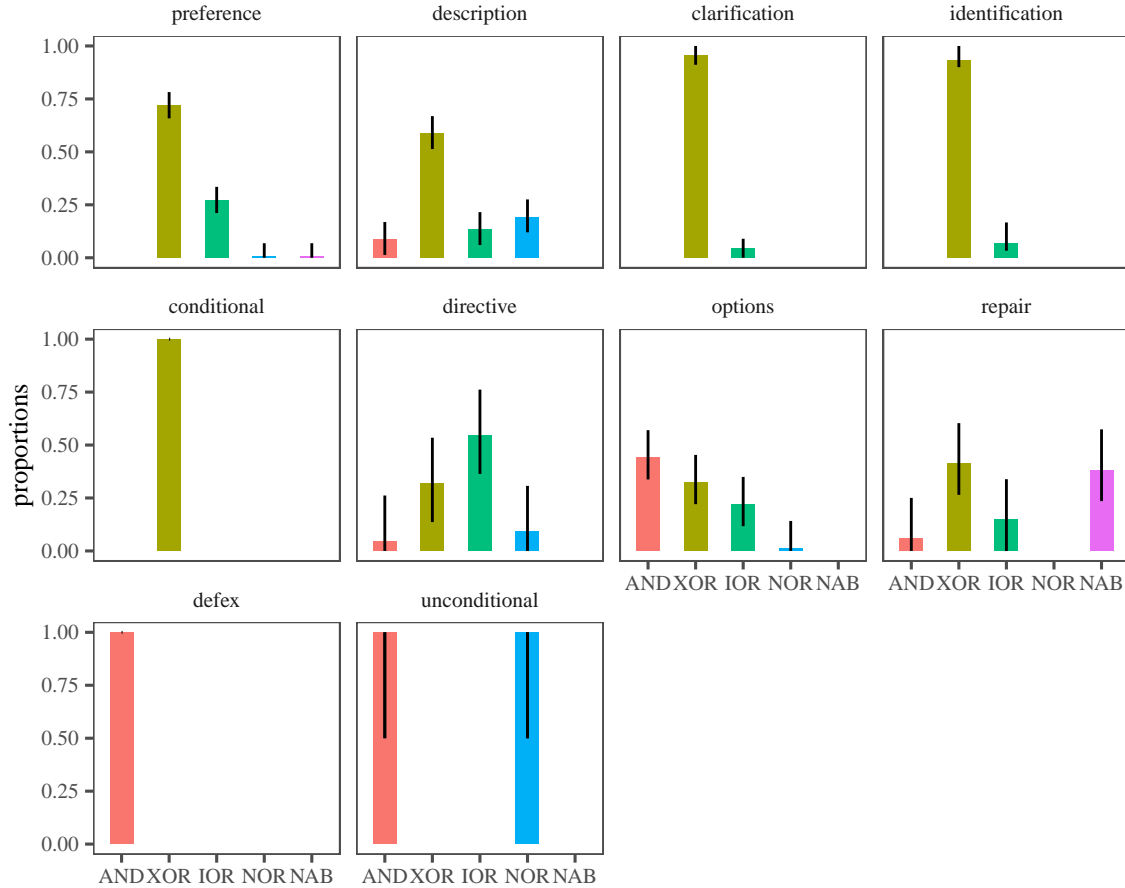 preference description clarification identification
1.00
0.75
0.50
0.25
0.00
conditional directive options repair
proportions
1.00
0.75
0.50
0.25
0.00
AND XOR IOR NOR NAB AND XOR IOR NOR NAB
defex unconditional
1.00
0.75
0.50
0.25
0.00
AND XOR IOR NOR NAB AND XOR IOR NOR NAB